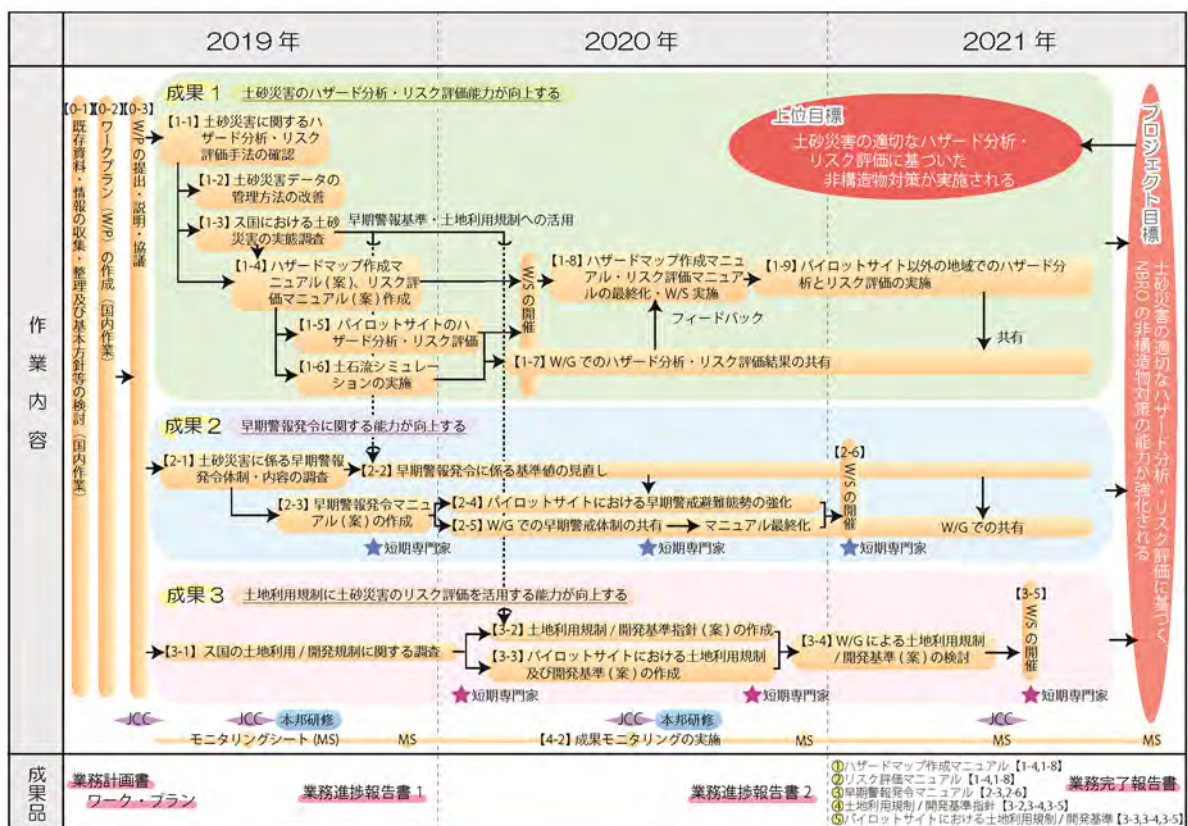 2019年
2020年
2021年
作業内容
【0-1】
既存資料・情報の収集・整理及び基本方針等の検討（国内作業）
【0-2】
ワークプラン（W/P）の作成（国内作業）
【0-3】
W/Pの提出・説明・協議
成果1 土砂災害のハザード分析・リスク評価能力が向上する
【1-1】土砂災害に関するハ
ザード分析・リスク
評価手法の確認
【1-2】土砂災害データの
管理方法の改善
【1-3】ス国における土砂
災害の実態調査
早期警報基準・土地利用規制への活用
【1-4】ハザードマップ作成マ
ニュアル(案)、リスク評
価マニュアル(案)作成
【1-5】パイロットサイトのハ
ザード分析・リスク評価
【1-6】土石流シミュレー
ションの実施
W/Sの開催
【1-8】ハザードマップ作成マニュ
アル・リスク評価マニュア
ルの最終化・W/S 実施
フィードバック
【1-7】W/G でのハザード分析・リスク評価結果の共有
【1-9】パイロットサイト以外の地域でのハザード分
析とリスク評価の実施
共有
上位目標
土砂災害の適切なハザード分析・
リスク評価に基づいた
非構造物対策が実施される
プロジェクト目標
土砂災害の適切なハザード分析・リスク評価に基づく
NBROの非構造物対策の能力が強化される
成果2 早期警報発令に関する能力が向上する
【2-1】土砂災害に係る早期警報
発令体制・内容の調査
【2-2】早期警報発令に係る基準値の見直し
【2-3】早期警報発令マニュ
アル(案)の作成
【2-4】パイロットサイトにおける早期警戒避難態勢の強化
【2-5】W/G での早期警戒体制の共有
マニュアル最終化
【2-6】
W/Sの開催
W/G での共有
★短期専門家
★短期専門家
★短期専門家
成果3 土地利用規制に土砂災害のリスク評価を活用する能力が向上する
【3-1】ス国の土地利用/開発規制に関する調査
【3-2】土地利用規制/開発基準指針(案)の作成
【3-3】パイロットサイトにおける土地利用規制
及び開発基準(案)の作成
【3-4】W/G による土地利用規制
/開発基準(案)の検討
【3-5】
W/Sの開催
★短期専門家
★短期専門家
★短期専門家
JCC
JCC
本邦研修
JCC
本邦研修
JCC
モニタリングシート(MS)
MS
【4-2】成果モニタリングの実施
MS
MS
MS
成果品
業務計画書
ワーク・プラン
業務進捗報告書1
業務進捗報告書2
①ハザードマップ作成マニュアル【1-4,1-8】
②リスク評価マニュアル【1-4,1-8】
③早期警報発令マニュアル【2-3,2-6】
④土地利用規制/開発基準指針【3-2,3-4,3-5】
⑤パイロットサイトにおける土地利用規制/開発基準【3-3,3-4,3-5】
業務完了報告書